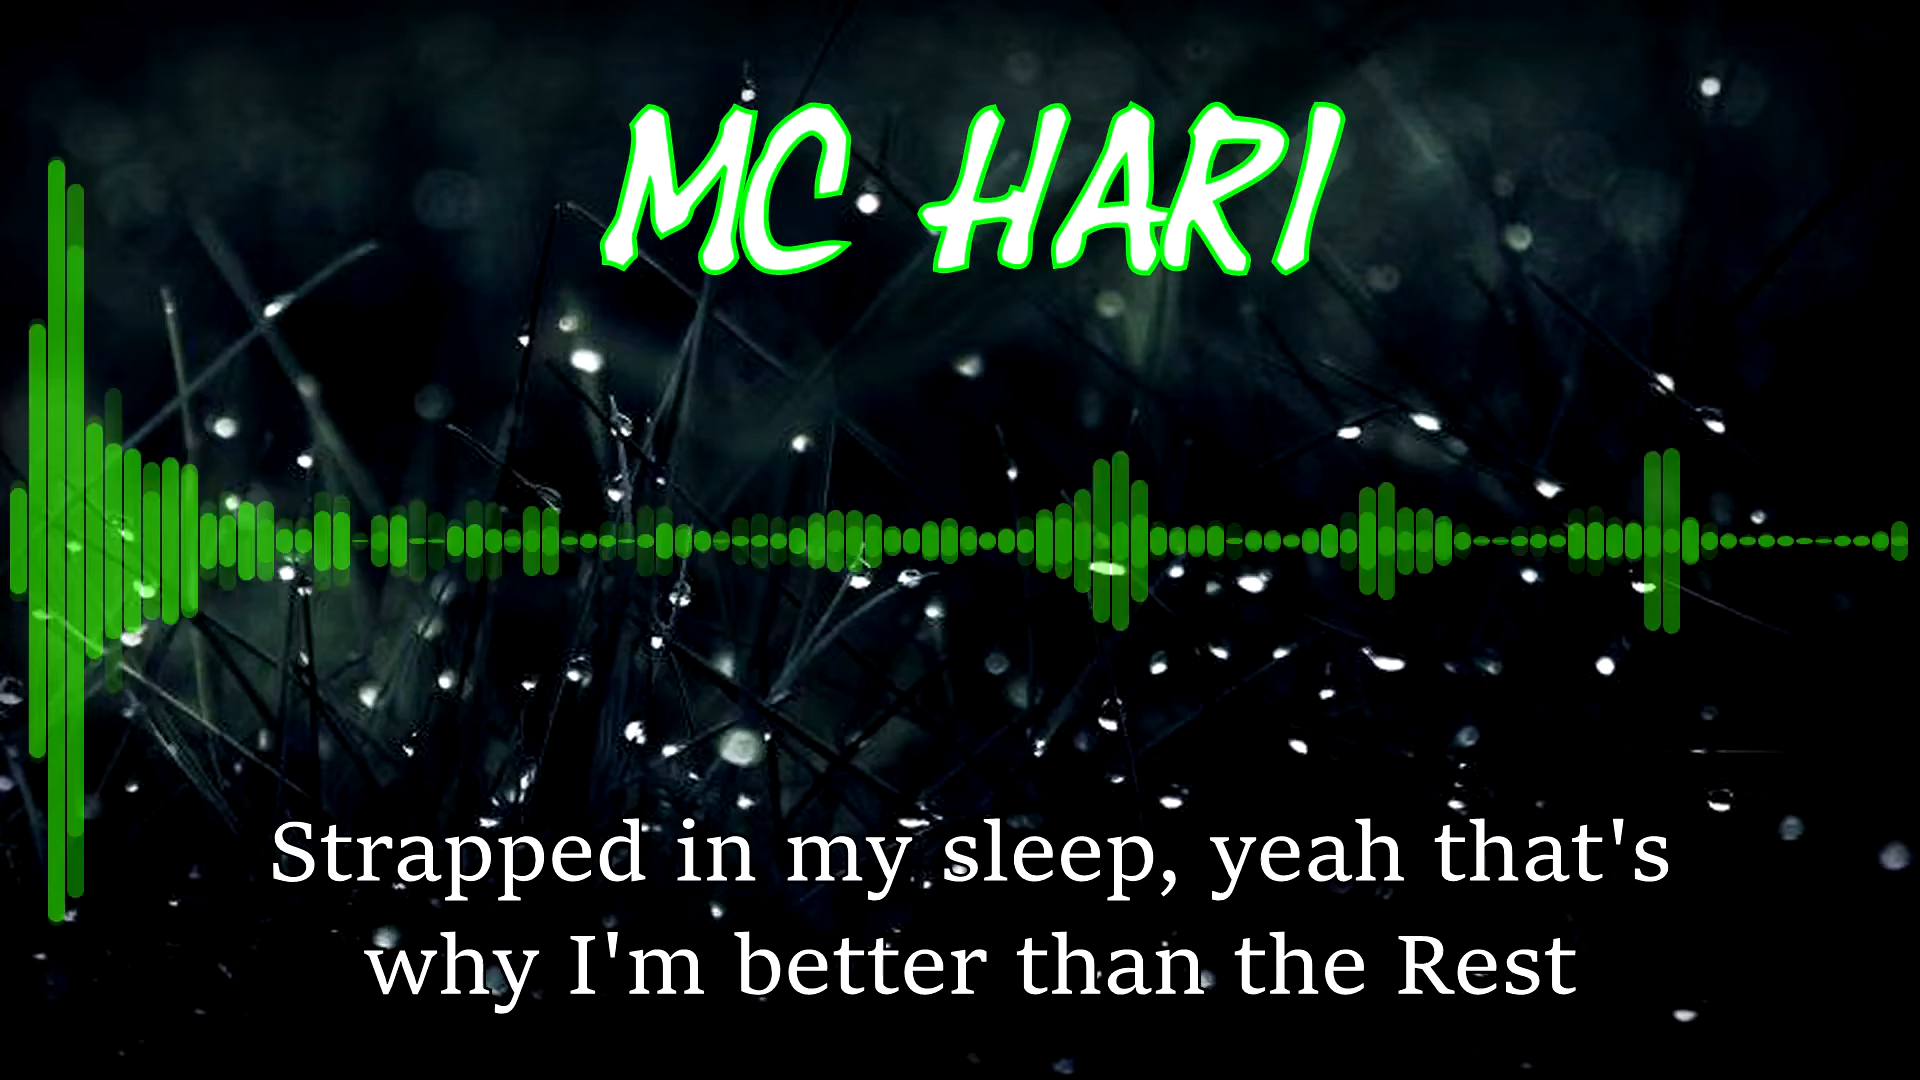 MC HARI
Strapped in my sleep, yeah that's
why I'm better than the Rest